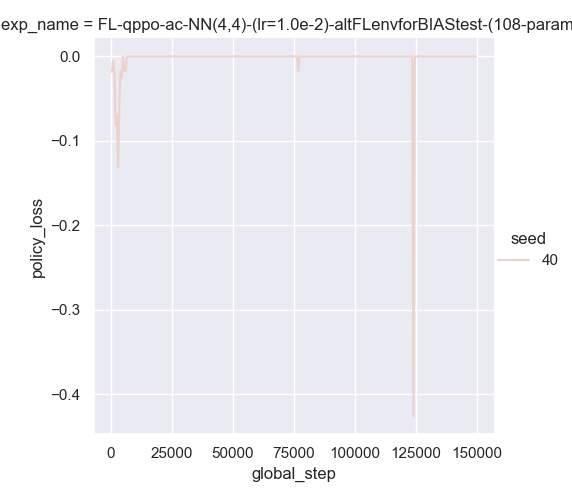 exp_name = FL-qppo-ac-NN(4,4)-(lr=1.0e-2)-altFLenvforBIAStest-(108-param
0.0
−0.1
−0.2
−0.3
−0.4
policy_loss
0 25000 50000 75000 100000 125000 150000
global_step
seed
40